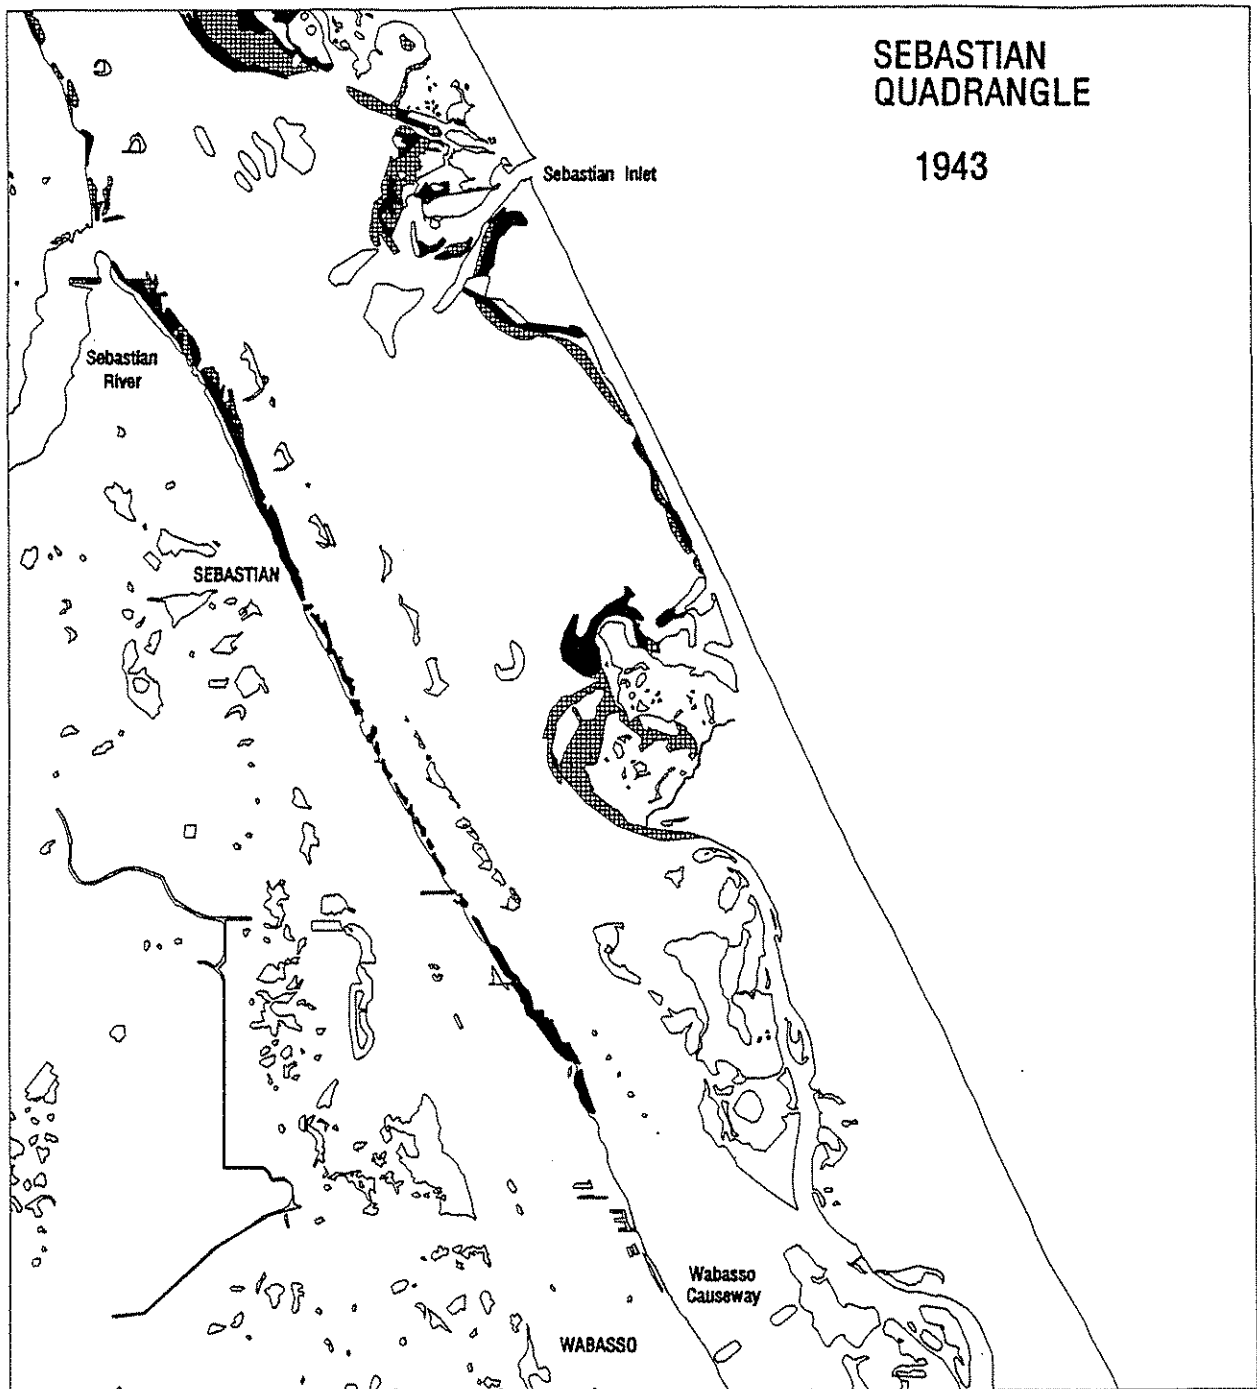 SEBASTIAN
QUADRANGLE
1943
Sebastian Inlet
Sebastian
River
SEBASTIAN
Wabasso
Causeway
WABASSO